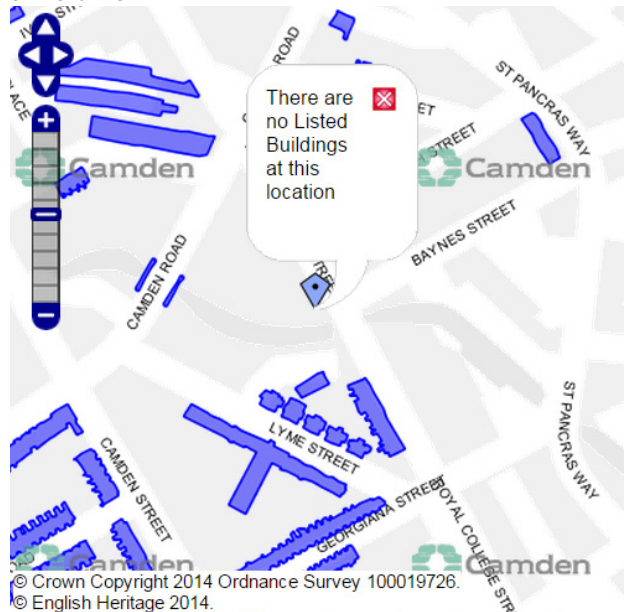 ROAD
ST PANCRAS WAY
There are
no Listed
Buildings
at this
location
STREET
Camden
Camden
BAYNES STREET
CAMDEN ROAD
LYME STREET
ST PANCRAS WAY
CAMDEN STREET
GEORGIANA STREET
ROYAL COLLEGE STR
Camden
Camden
© Crown Copyright 2014 Ordnance Survey 100019726.
© English Heritage 2014.